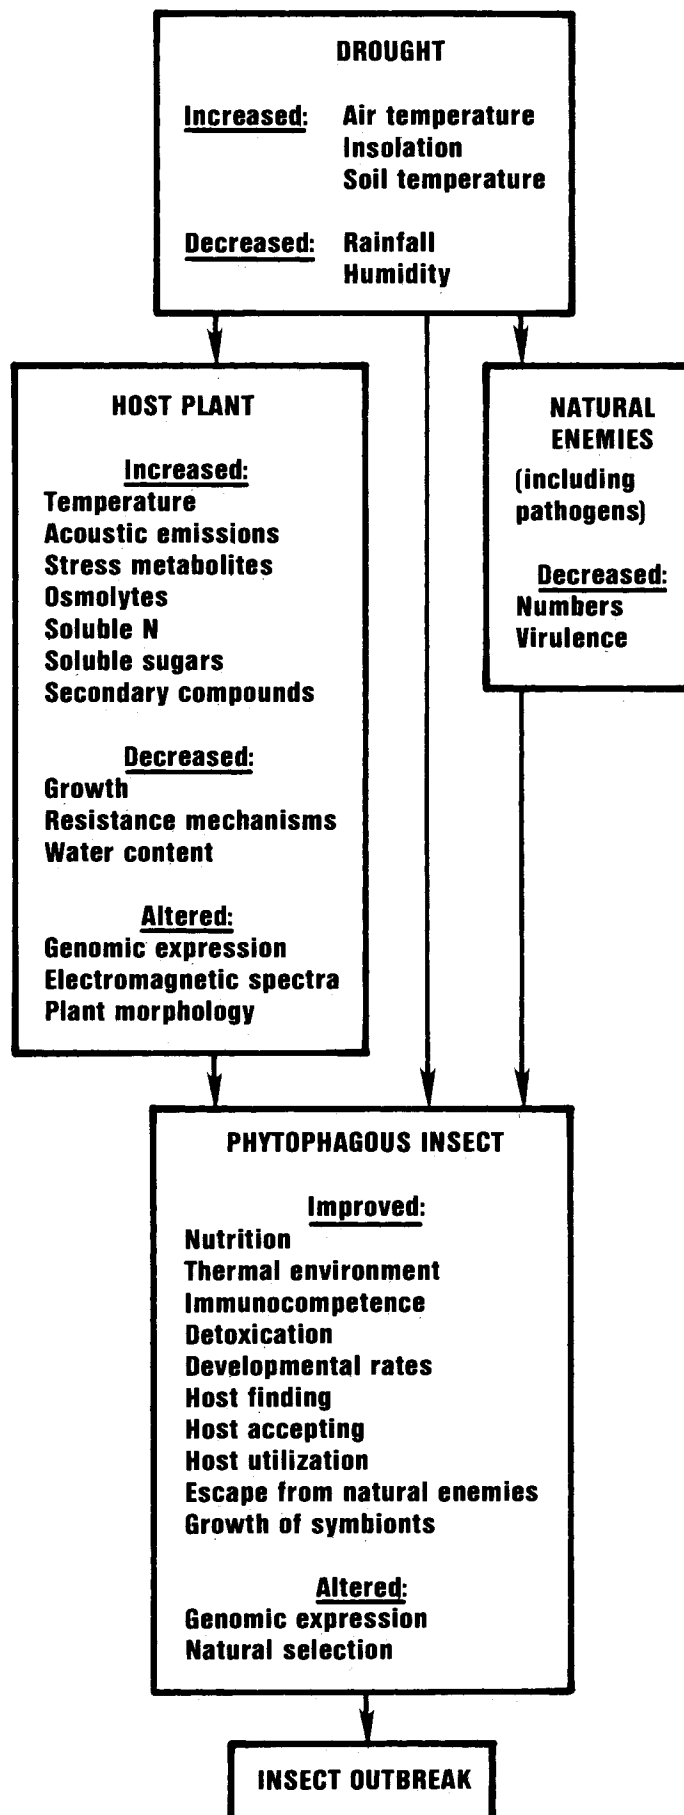 DROUGHT
Increased: Air temperature
Insolation
Soil temperature
Decreased: Rainfall
Humidity
HOST PLANT
Increased:
Temperature
Acoustic emissions
Stress metabolites
Osmolytes
Soluble N
Soluble sugars
Secondary compounds
Decreased:
Growth
Resistance mechanisms
Water content
Altered:
Genomic expression
Electromagnetic spectra
Plant morphology
NATURAL
ENEMIES
(including
pathogens)
Decreased:
Numbers
Virulence
PHYTOPHAGOUS INSECT
Improved:
Nutrition
Thermal environment
Immunocompetence
Detoxication
Developmental rates
Host finding
Host accepting
Host utilization
Escape from natural enemies
Growth of symbionts
Altered:
Genomic expression
Natural selection
INSECT OUTBREAK